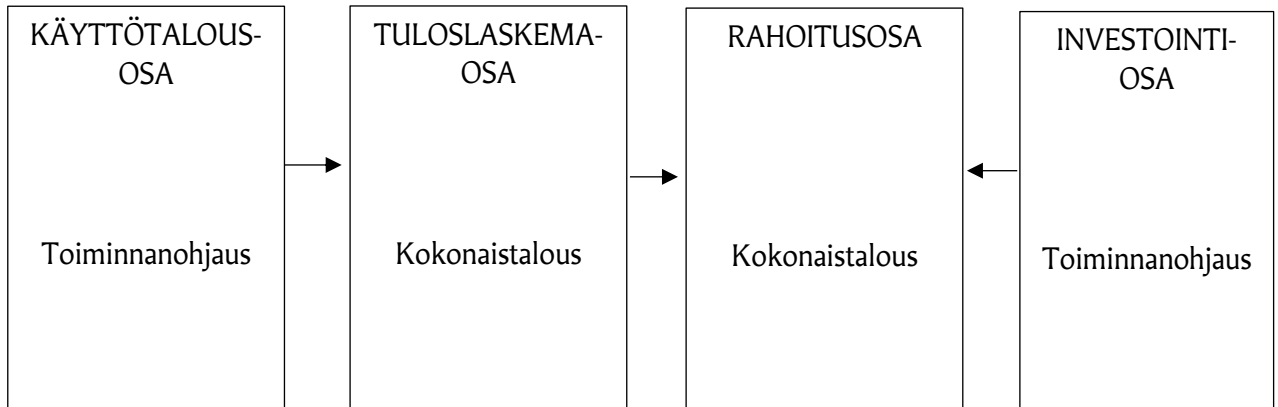 KÄYTTÖTALOUS-
OSA
Toiminnanohjaus
TULOSLASKEMA-
OSA
Kokonaistalous
RAHOITUSOSA
Kokonaistalous
INVESTOINTI-
OSA
Toiminnanohjaus